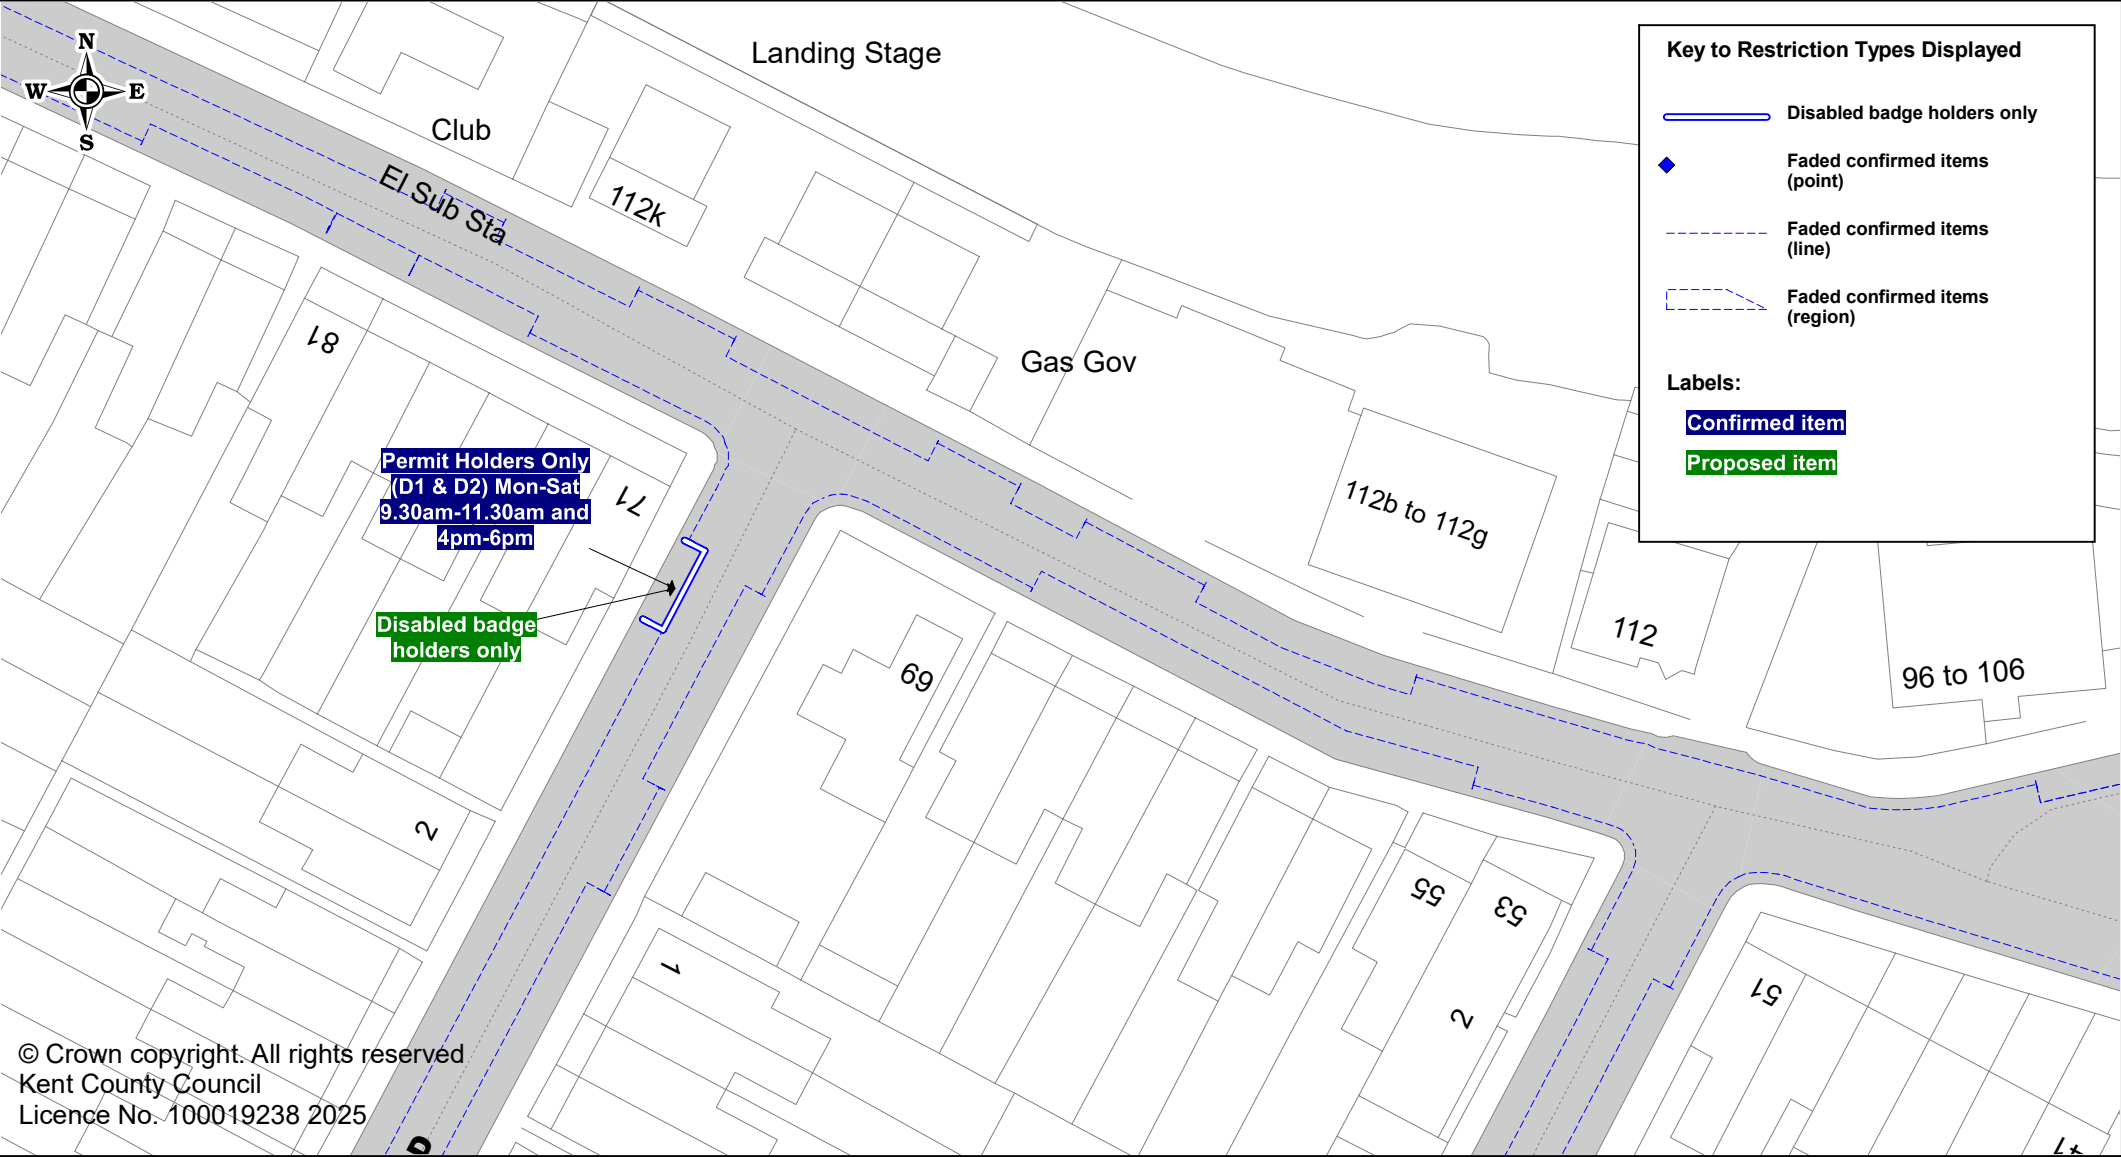 N
W E
S
Landing Stage
Club
El Sub Sta
112k
81
Gas Gov
Permit Holders Only
(D1 & D2) Mon-Sat
9.30am-11.30am and
4pm-6pm
71
Disabled badge
holders only
112b to 112g
112
96 to 106
69
2
1
55
53
2
51
41
D
Key to Restriction Types Displayed
Disabled badge holders only
Faded confirmed items
(point)
Faded confirmed items
(line)
Faded confirmed items
(region)
Labels:
Confirmed item
Proposed item
© Crown copyright. All rights reserved
Kent County Council
Licence No. 100019238 2025